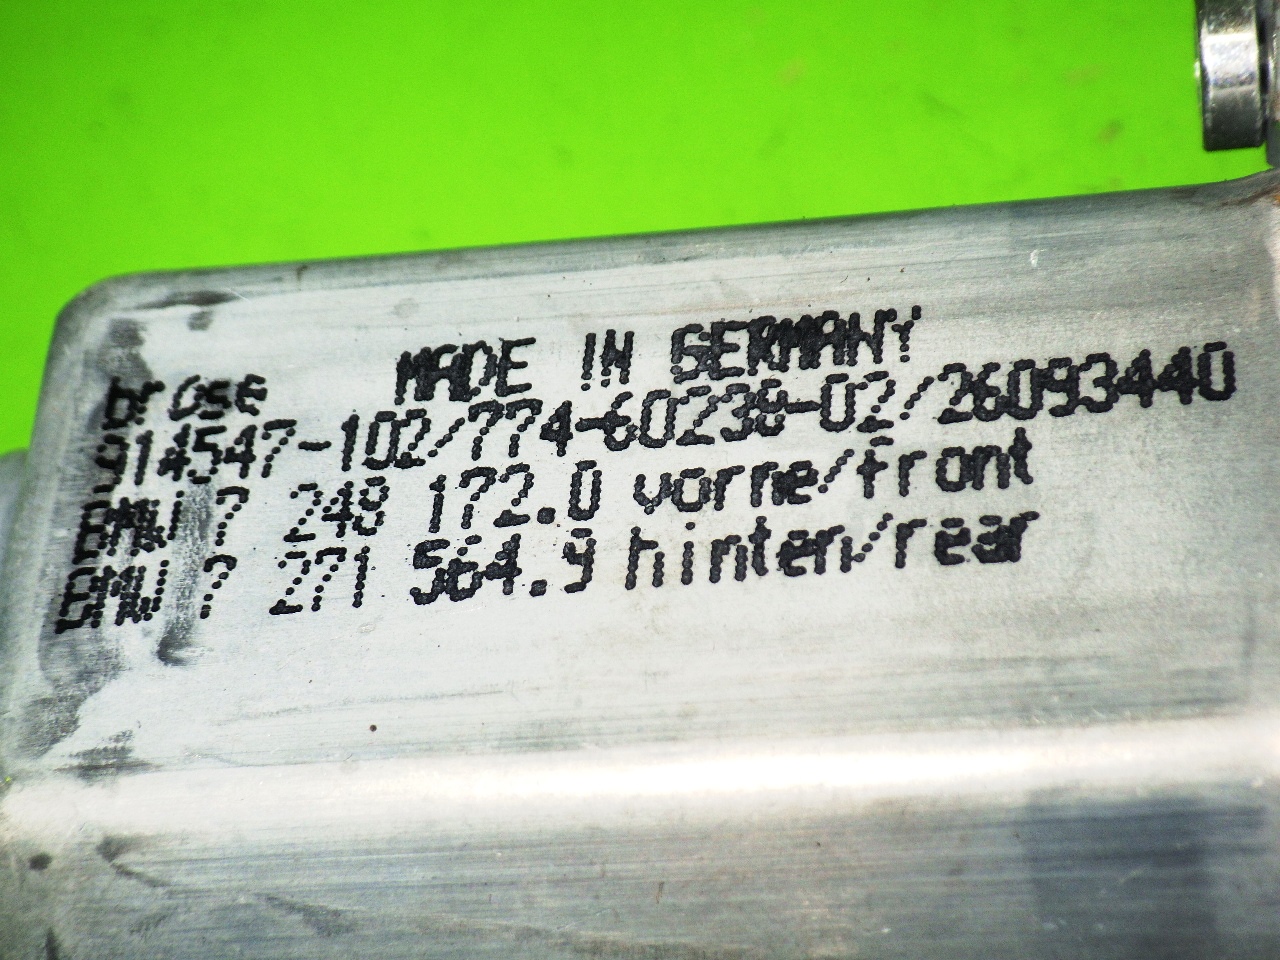 brose MADE IN GERMANY
914547-102/774-60238-02/26093440
BMW 7 248 172.0 vorne/front
BMW 7 271 564.9 hinten/rear